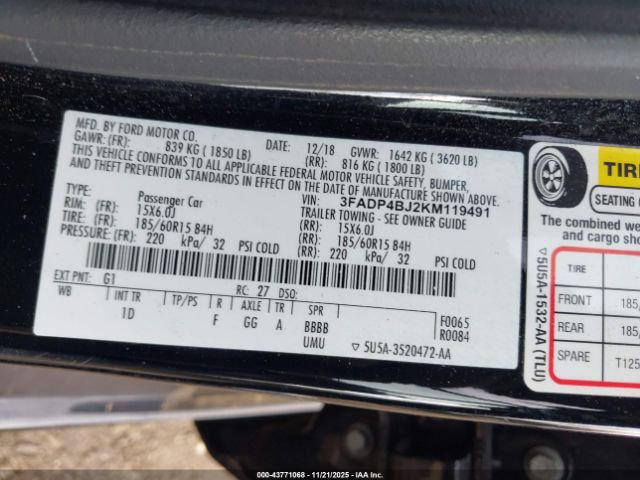 MFD. BY FORD MOTOR CO.
DATE: 12/18 GVWR: 1642 KG ( 3620 LB)
GAWR: (FR): 839 KG ( 1850 LB) (RR): 816 KG ( 1800 LB)
THIS VEHICLE CONFORMS TO ALL APPLICABLE FEDERAL MOTOR VEHICLE SAFETY, BUMPER,
AND THEFT PREVENTION STANDARDS IN EFFECT ON THE DATE OF MANUFACTURE SHOWN ABOVE.
VIN: 3FADP4BJ2KM119491
TYPE: Passenger Car TRAILER TOWING - SEE OWNER GUIDE
RIM: (FR): 15X6.0J (RR): 15X6.0J
TIRE: (FR): 185/60R15 84H (RR): 185/60R15 84H
PRESSURE: (FR): 220 kPa/ 32 PSI COLD (RR): 220 kPa/ 32 PSI COLD
EXT PNT: G1 RC: 27 DSO:
WB INT TR TP/PS R AXLE TR SPR F0065
1D F GG A BBBB R0084
UMU ▽ 5U5A-3520472-AA
TIRE
SEATING
The combined
and cargo
TIRE
FRONT 185
REAR 185
SPARE T125
▽ 5U5A-1532-AA (TLU)
© IAA - 43771068 - 11/21/2025 - IAAI.COM